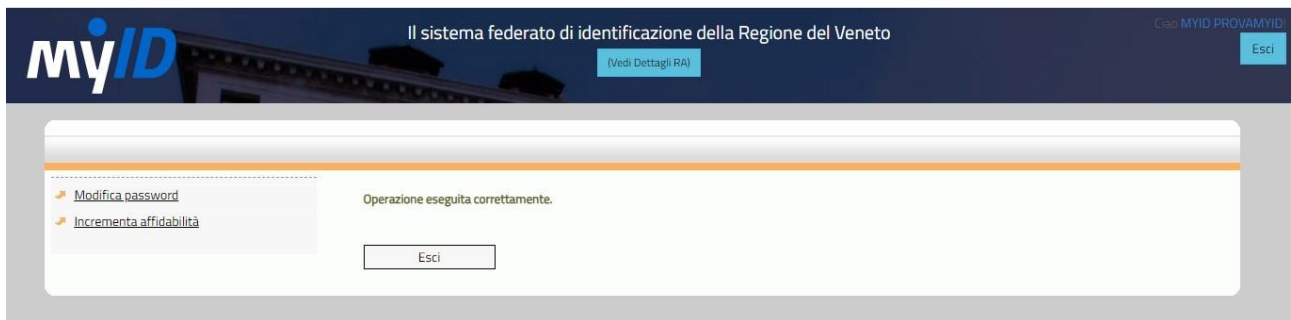 myID
Il sistema federato di identificazione della Regione del Veneto
(Vedi Dettagli RA)
Ciao MYID PROVAMYID!
Esci
Modifica password
Incrementa affidabilità
Operazione eseguita correttamente.
Esci